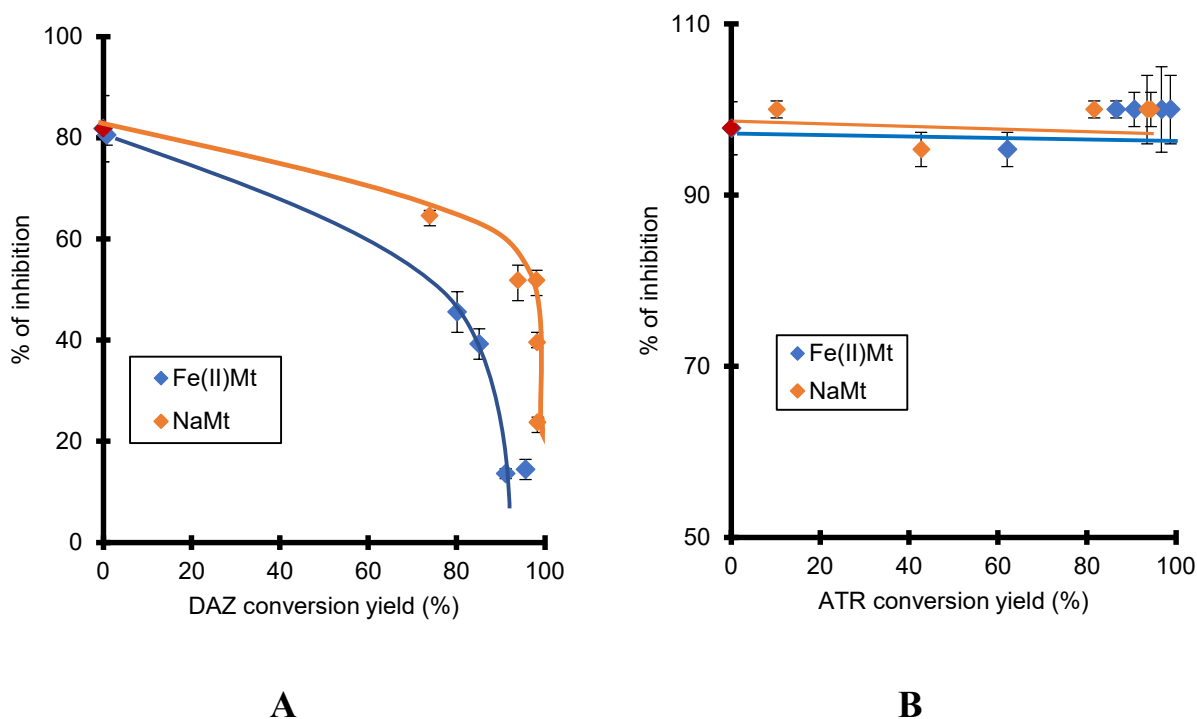 100
80
60
40
20
0
% of inhibition
Fe(II)Mt
NaMt
0 20 40 60 80 100
DAZ conversion yield (%)
A
110
90
70
50
% of inhibition
Fe(II)Mt
NaMt
0 20 40 60 80 100
ATR conversion yield (%)
B